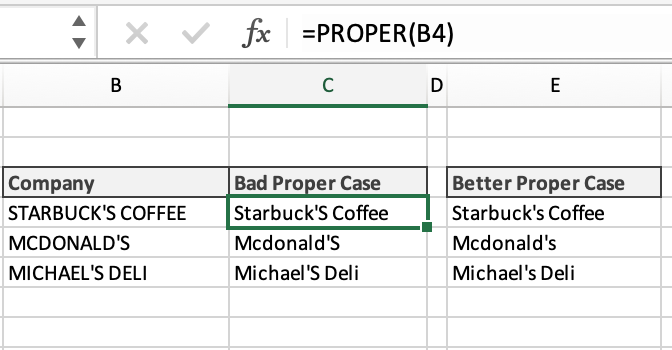 fx =PROPER(B4)
B C D E
Company Bad Proper Case Better Proper Case
STARBUCK'S COFFEE Starbuck'S Coffee Starbuck's Coffee
MCDONALD'S Mcdonald'S Mcdonald's
MICHAEL'S DELI Michael'S Deli Michael's Deli